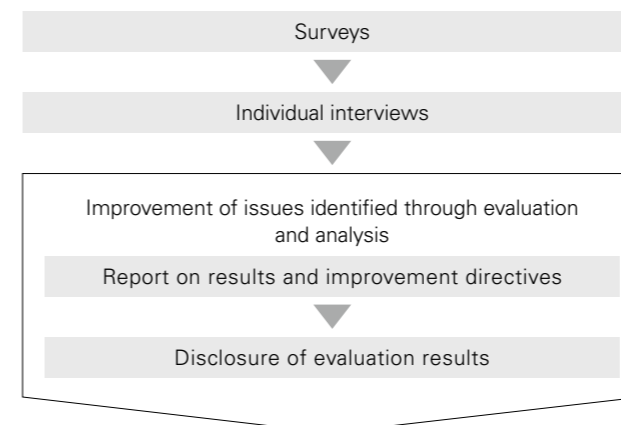 Surveys
Individual interviews
Improvement of issues identified through evaluation
and analysis
Report on results and improvement directives
Disclosure of evaluation results